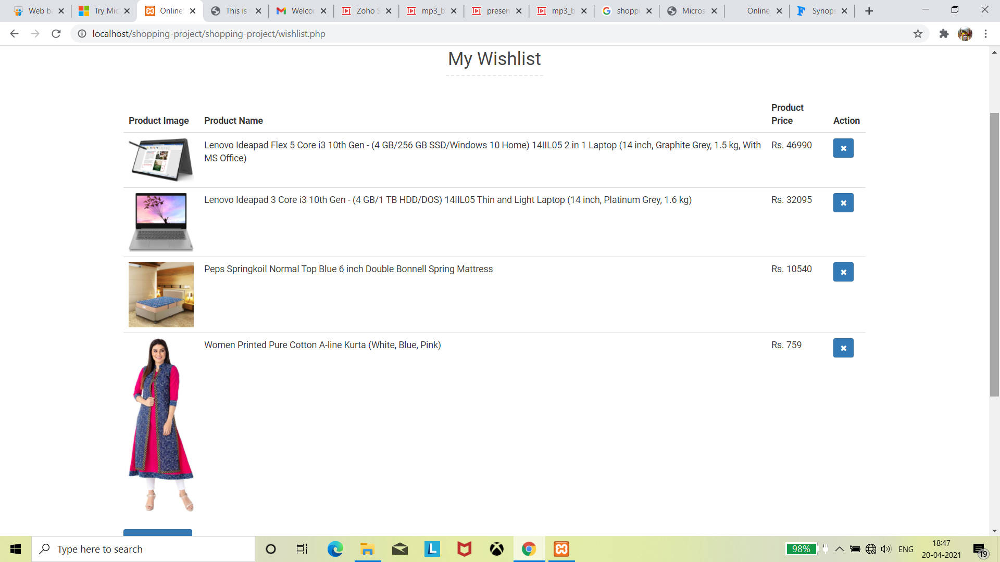 Web b
Try Mic
Online
This is
Welcor
Zoho S
mp3_b
presen
mp3_b
shoppi
Micros
Online
Synops
localhost/shopping-project/shopping-project/wishlist.php
My Wishlist
Product Image
Product Name
Product
Price
Action
Lenovo Ideapad Flex 5 Core i3 10th Gen - (4 GB/256 GB SSD/Windows 10 Home) 14IIL05 2 in 1 Laptop (14 inch, Graphite Grey, 1.5 kg, With
MS Office)
Rs. 46990
Lenovo Ideapad 3 Core i3 10th Gen - (4 GB/1 TB HDD/DOS) 14IIL05 Thin and Light Laptop (14 inch, Platinum Grey, 1.6 kg)
Rs. 32095
Peps Springkoil Normal Top Blue 6 inch Double Bonnell Spring Mattress
Rs. 10540
Women Printed Pure Cotton A-line Kurta (White, Blue, Pink)
Rs. 759
Type here to search
98%
ENG
18:47
20-04-2021
19